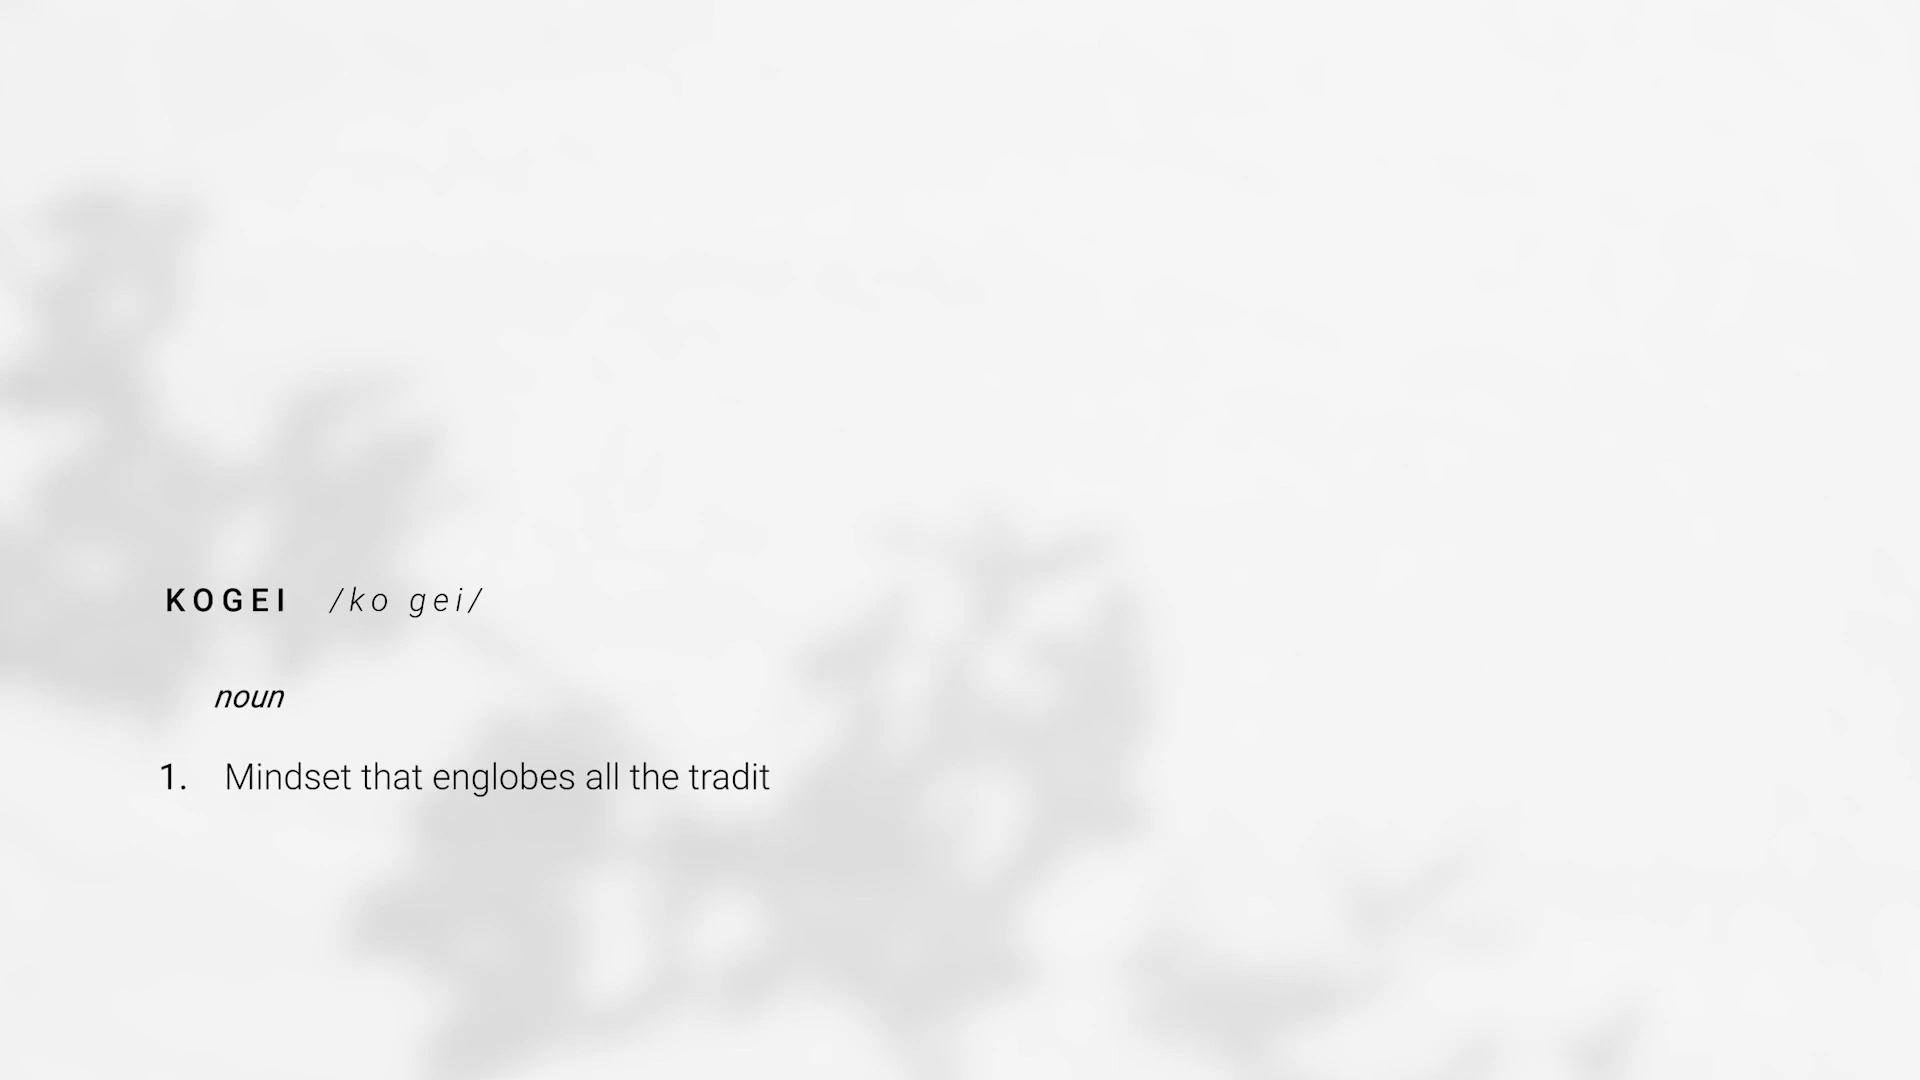 KOGEI /ko gei/
noun
1. Mindset that englobes all the tradit